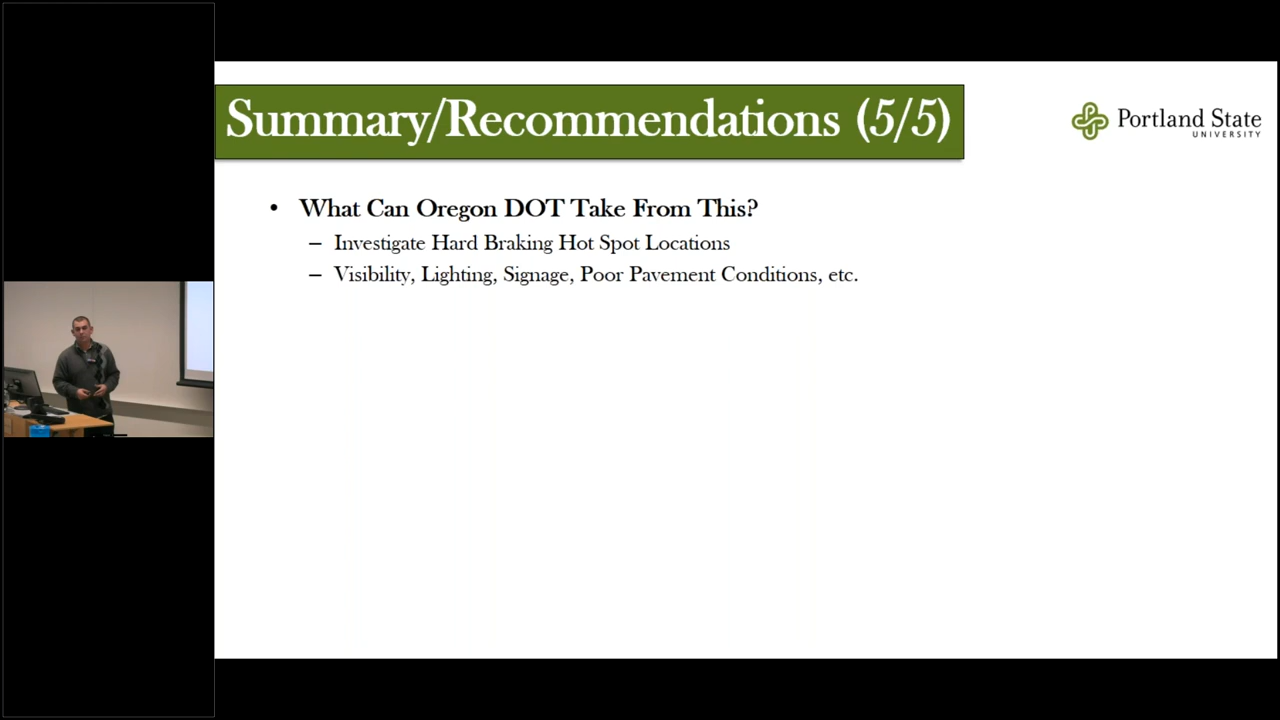 Summary/Recommendations (5/5)
Portland State
UNIVERSITY
• What Can Oregon DOT Take From This?
– Investigate Hard Braking Hot Spot Locations
– Visibility, Lighting, Signage, Poor Pavement Conditions, etc.